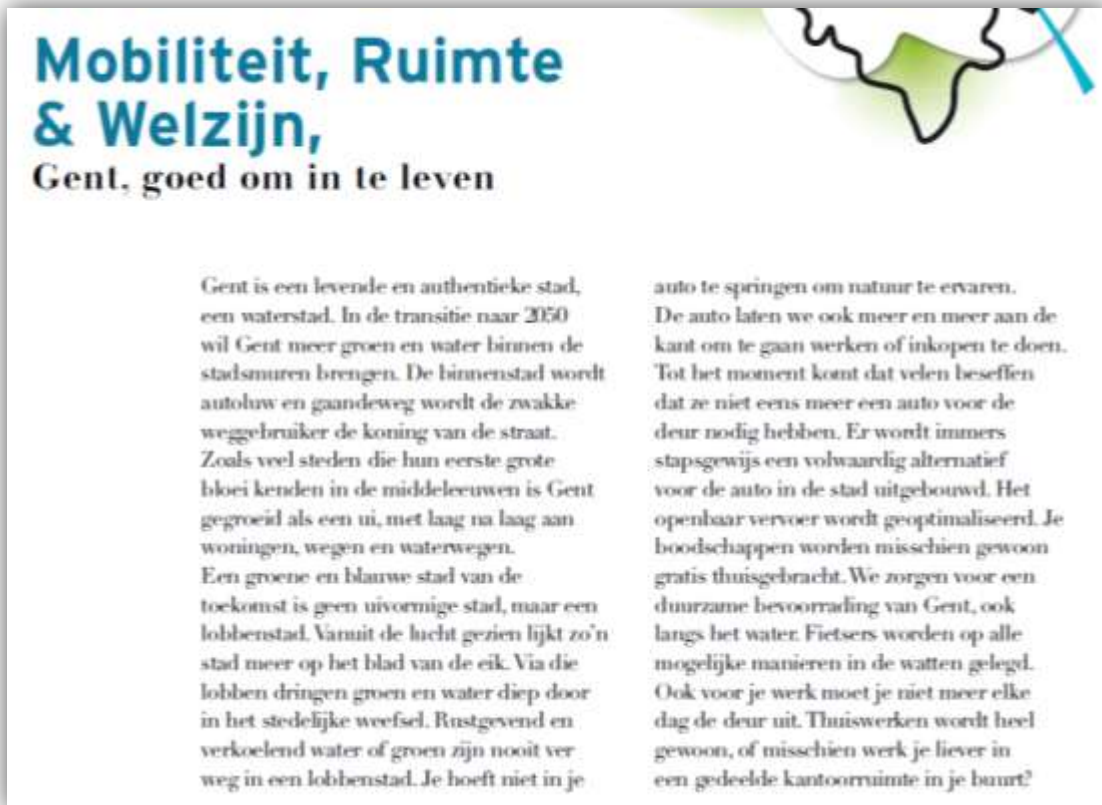 Mobiliteit, Ruimte
& Welzijn,
Gent, goed om in te leven
Gent is een levende en authentieke stad,
een waterstad. In de transitie naar 2050
wil Gent meer groen en water binnen de
stadsmuren brengen. De binnenstad wordt
autoluw en gaandeweg wordt de zwakke
weggebruiker de koning van de straat.
Zoals veel steden die hun eerste grote
bloei kenden in de middeleeuwen is Gent
gegroeid als een ui, met laag na laag aan
woningen, wegen en waterwegen.
Een groene en blauwe stad van de
toekomst is geen uivormige stad, maar een
lobbenstad. Vanuit de lucht gezien lijkt zo'n
stad meer op het blad van de eik. Via die
lobben dringen groen en water diep door
in het stedelijke weefsel. Rustgevend en
verkoelend water of groen zijn nooit ver
weg in een lobbenstad. Je hoeft niet in je
auto te springen om natuur te ervaren.
De auto laten we ook meer en meer aan de
kant om te gaan werken of inkopen te doen.
Tot het moment komt dat velen beseffen
dat ze niet eens meer een auto voor de
deur nodig hebben. Er wordt immers
stapsgewijs een volwaardig alternatief
voor de auto in de stad uitgebouwd. Het
openbaar vervoer wordt geoptimaliseerd. Je
boodschappen worden misschien gewoon
gratis thuisgebracht. We zorgen voor een
duurzame bevoorrading van Gent, ook
langs het water. Fietsers worden op alle
mogelijke manieren in de watten gelegd.
Ook voor je werk moet je niet meer elke
dag de deur uit. Thuiswerken wordt heel
gewoon, of misschien werk je liever in
een gedeelde kantoorruimte in je buurt?